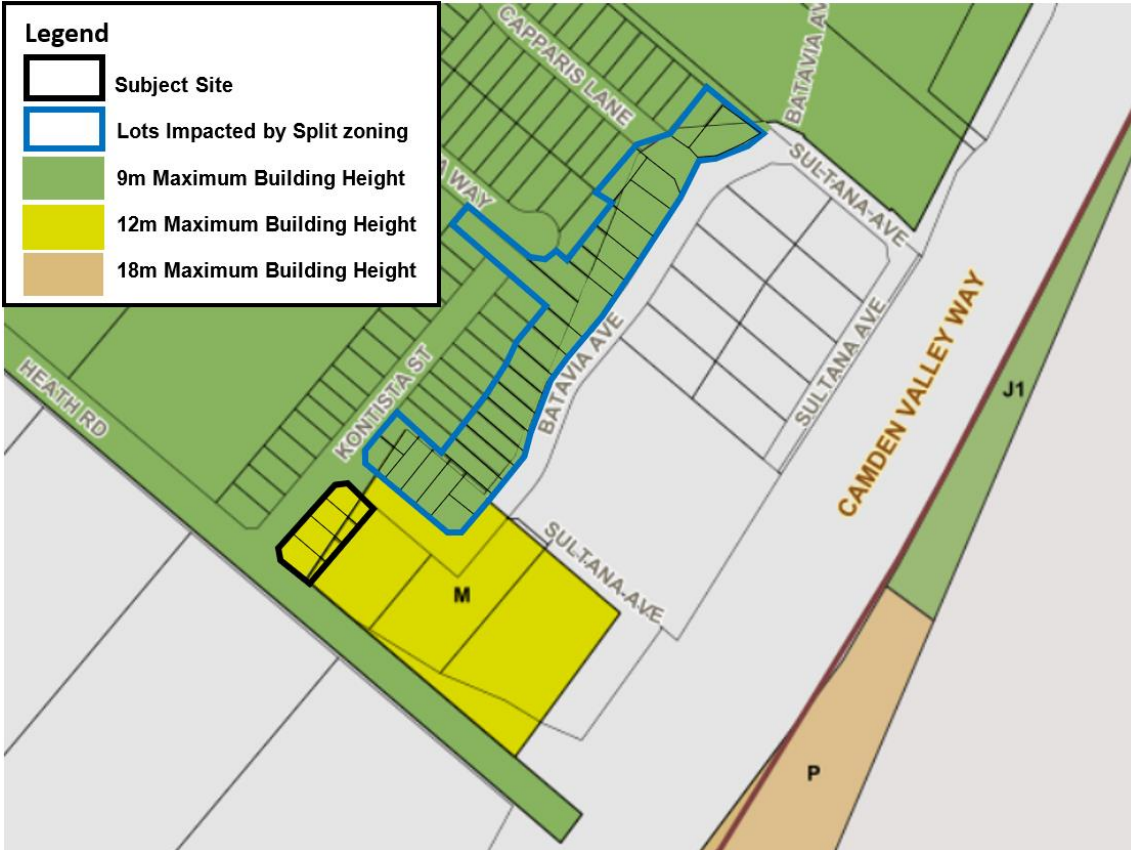 Legend
Subject Site
Lots Impacted by Split zoning
9m Maximum Building Height
12m Maximum Building Height
18m Maximum Building Height
CAPPARIS LANE
BATAVIA AV
SULTANA AVE
A WAY
BATAVIA AVE
SULTANA AVE
CAMDEN VALLEY WAY
J1
HEATH RD
KONTISTA ST
SULTANA AVE
M
P